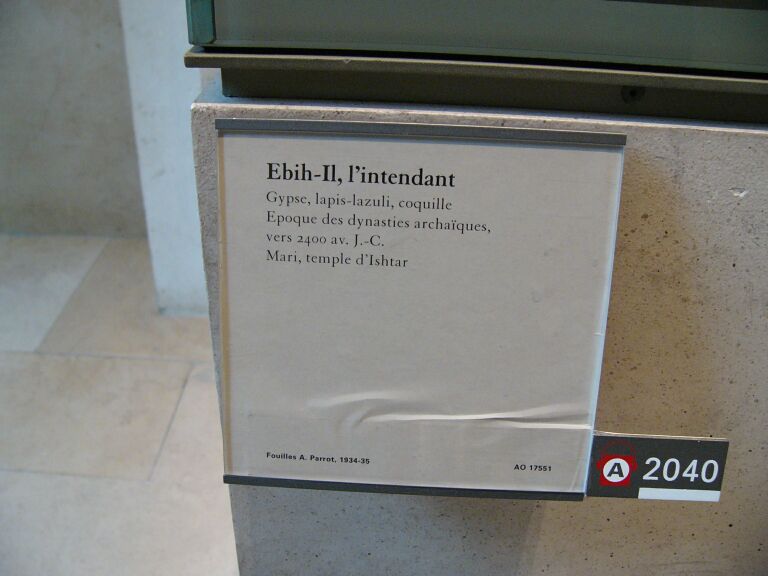 Ebih-Il, l'intendant
Gypse, lapis-lazuli, coquille
Epoque des dynasties archaïques,
vers 2400 av. J.-C.
Mari, temple d'Ishtar
Fouilles A. Parrot, 1934-35
AO 17551
A 2040